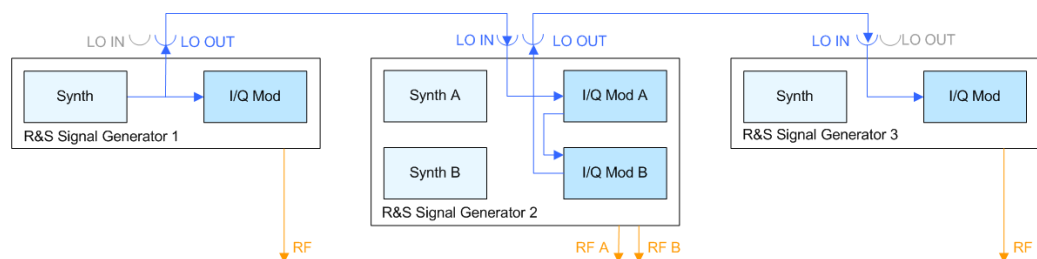 LO IN LO OUT LO IN LO OUT LO IN LO OUT
Synth I/Q Mod Synth A I/Q Mod A Synth I/Q Mod
R&S Signal Generator 1 R&S Signal Generator 3
Synth B I/Q Mod B
R&S Signal Generator 2
RF RF A RF B RF